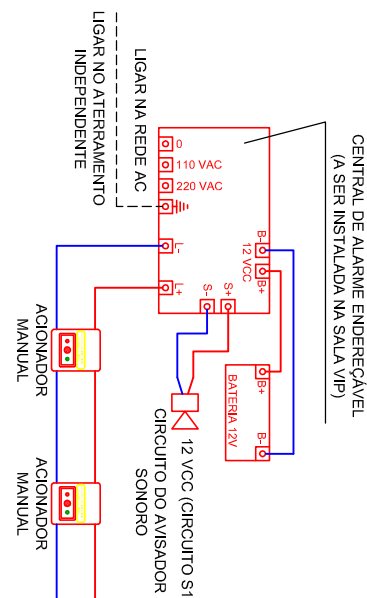 CENTRAL DE ALARME ENDEREÇÁVEL
(A SER INSTALADA NA SALA VIP)
LIGAR NA REDE AC
LIGAR NO ATERRAMENTO
INDEPENDENTE
0
110 VAC
220 VAC
L-
L+
B-
12 VCC
B+
S-
S+
B+
BATERIA 12V
B-
12 VCC (CIRCUITO S1
CIRCUITO DO AVISADOR
SONORO
ACIONADOR
MANUAL
ACIONADOR
MANUAL